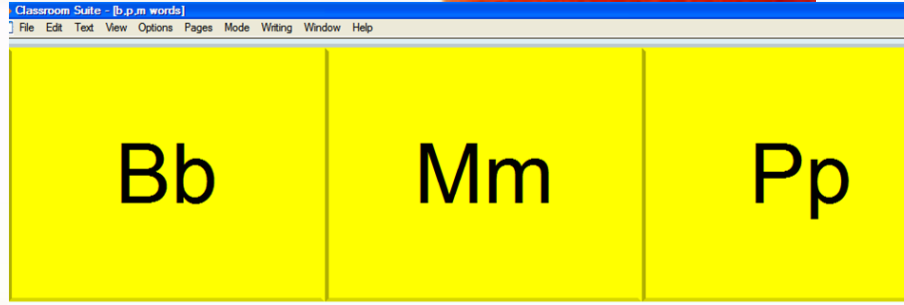 Classroom Suite - [b,p,m words]
File Edit Text View Options Pages Mode Writing Window Help
Bb Mm Pp